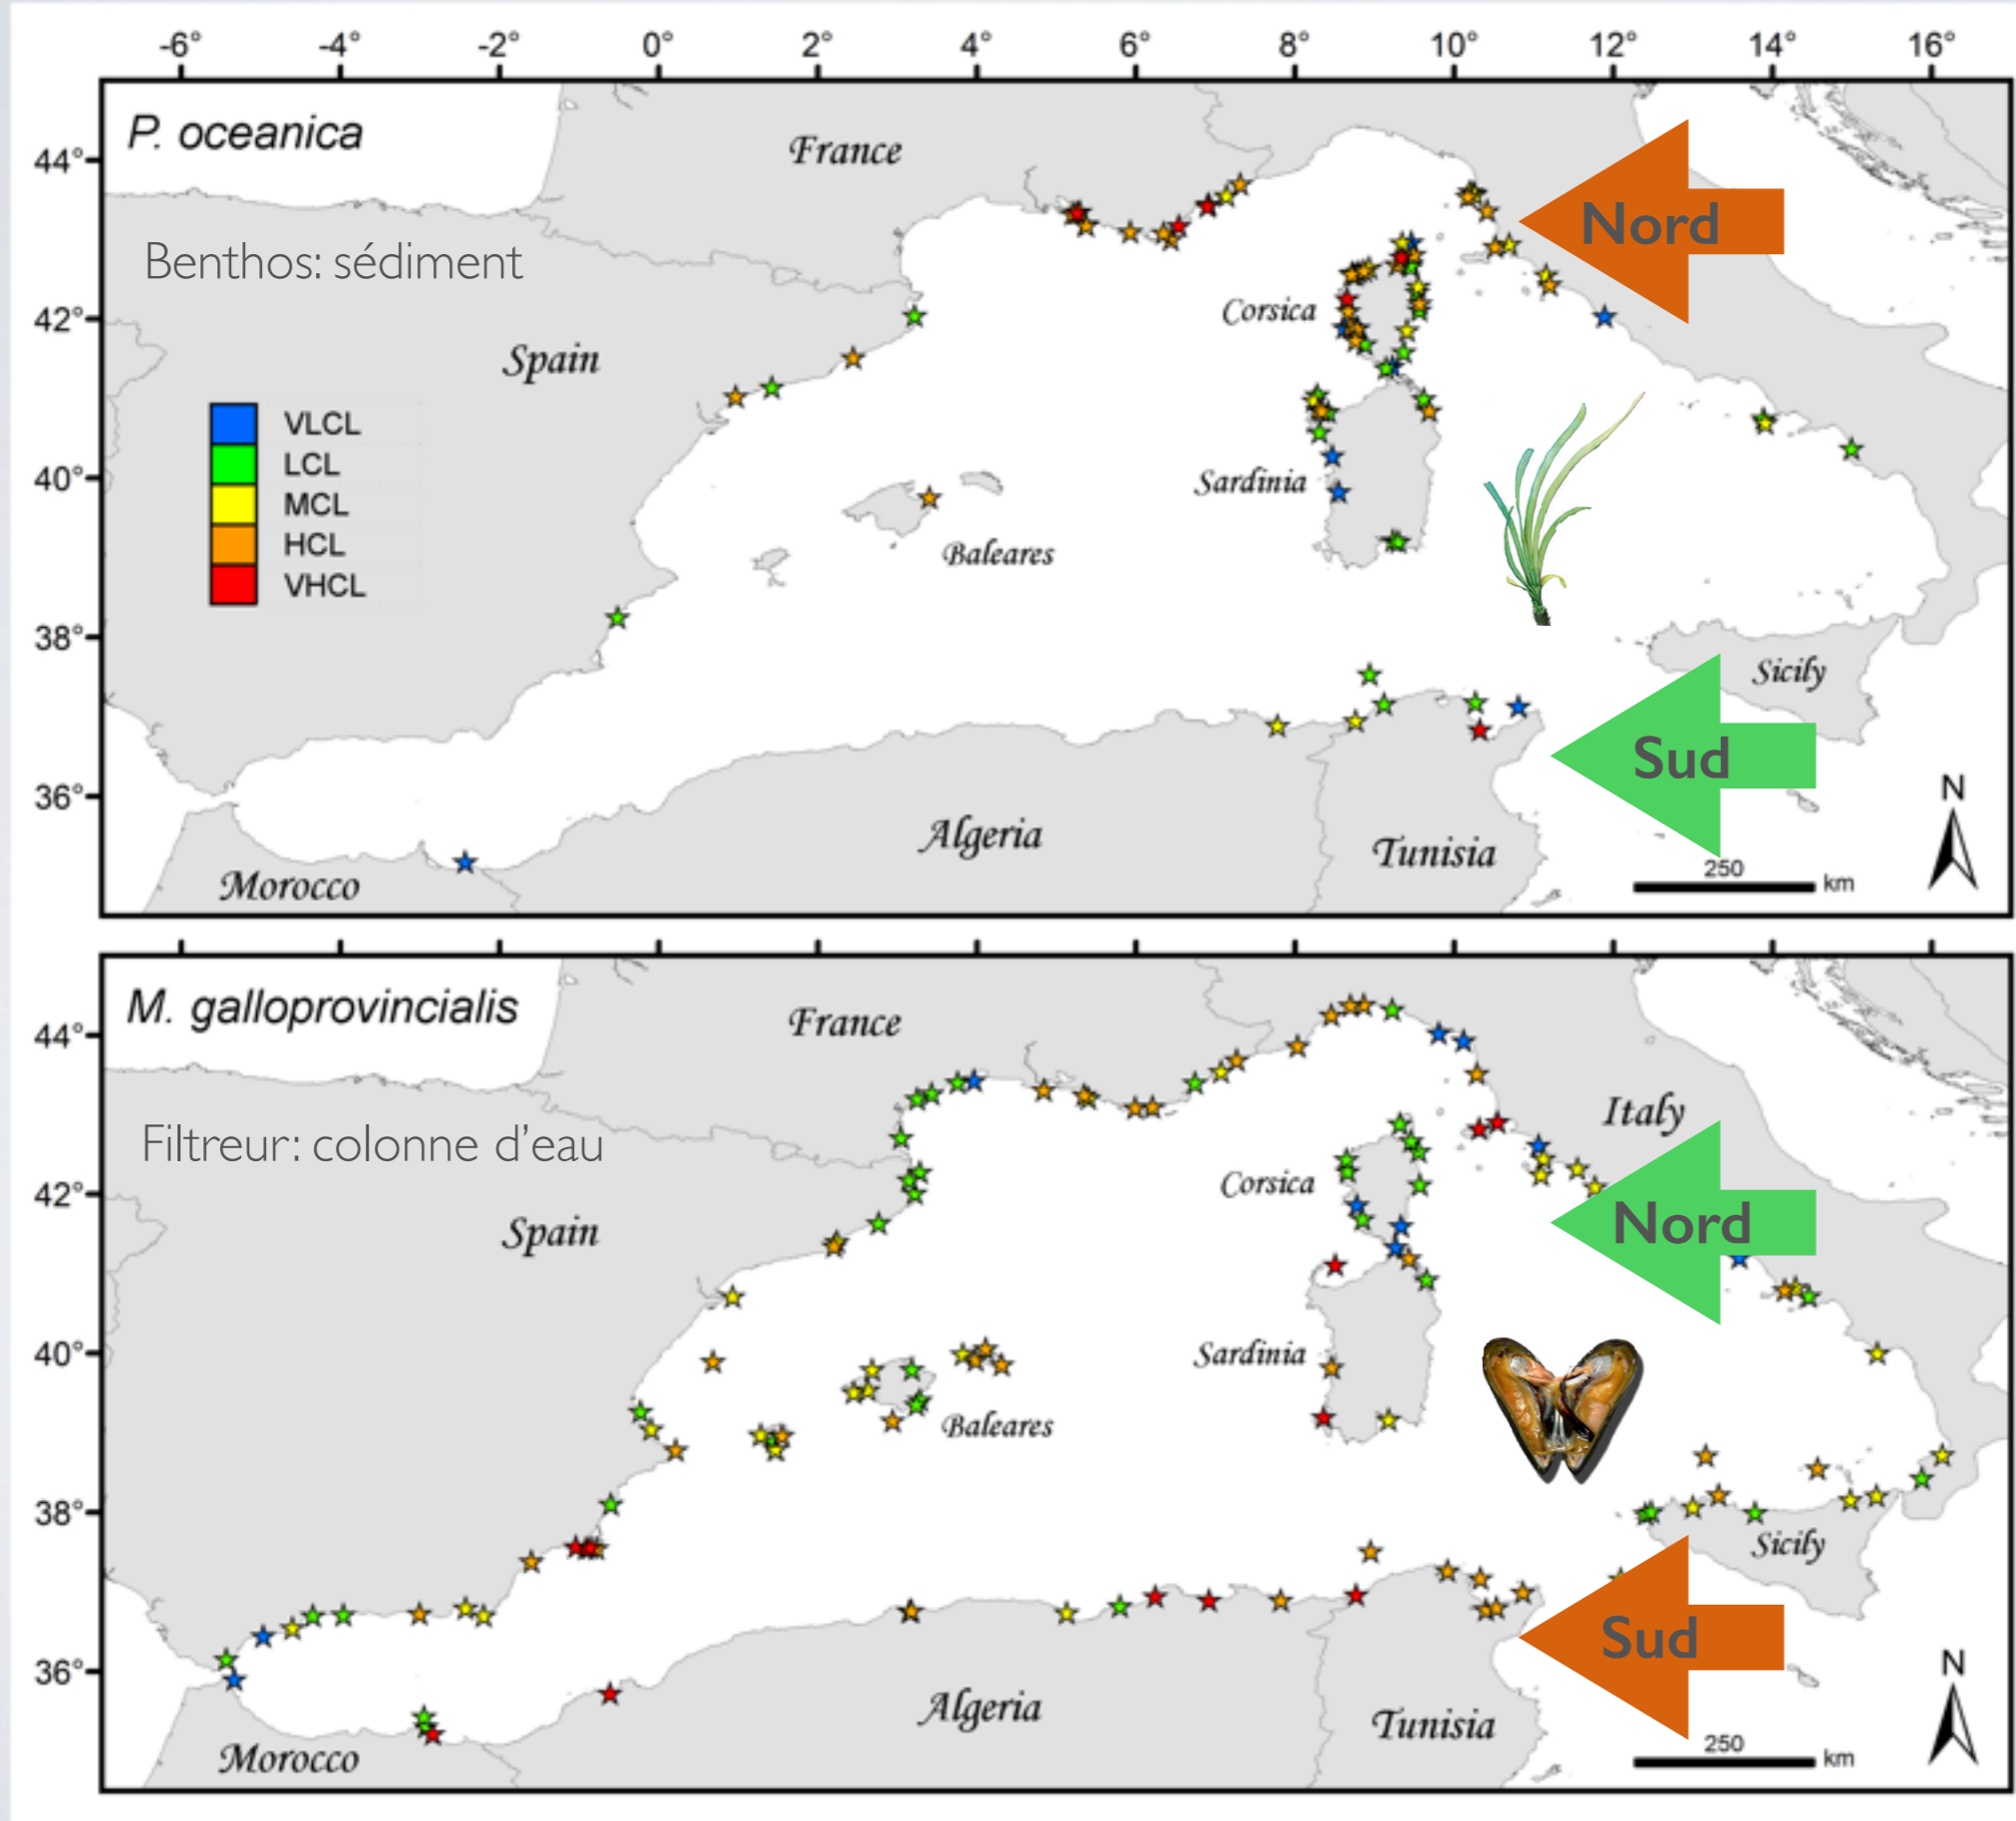 -6° -4° -2° 0° 2° 4° 6° 8° 10° 12° 14° 16°
P. oceanica
France
44°
Nord
Benthos: sédiment
Corsica
42°
Spain
VLCL
LCL
MCL
HCL
VHCL
40°
Sardinia
Baleares
38°
Sicily
Sud
36°
N
Algeria
Tunisia
Morocco
250 km
M. galloprovincialis
France
44°
Italy
Filtreur: colonne d'eau
Corsica
42°
Nord
Spain
40°
Sardinia
Baleares
38°
Sicily
Sud
36°
N
Algeria
Tunisia
Morocco
250 km